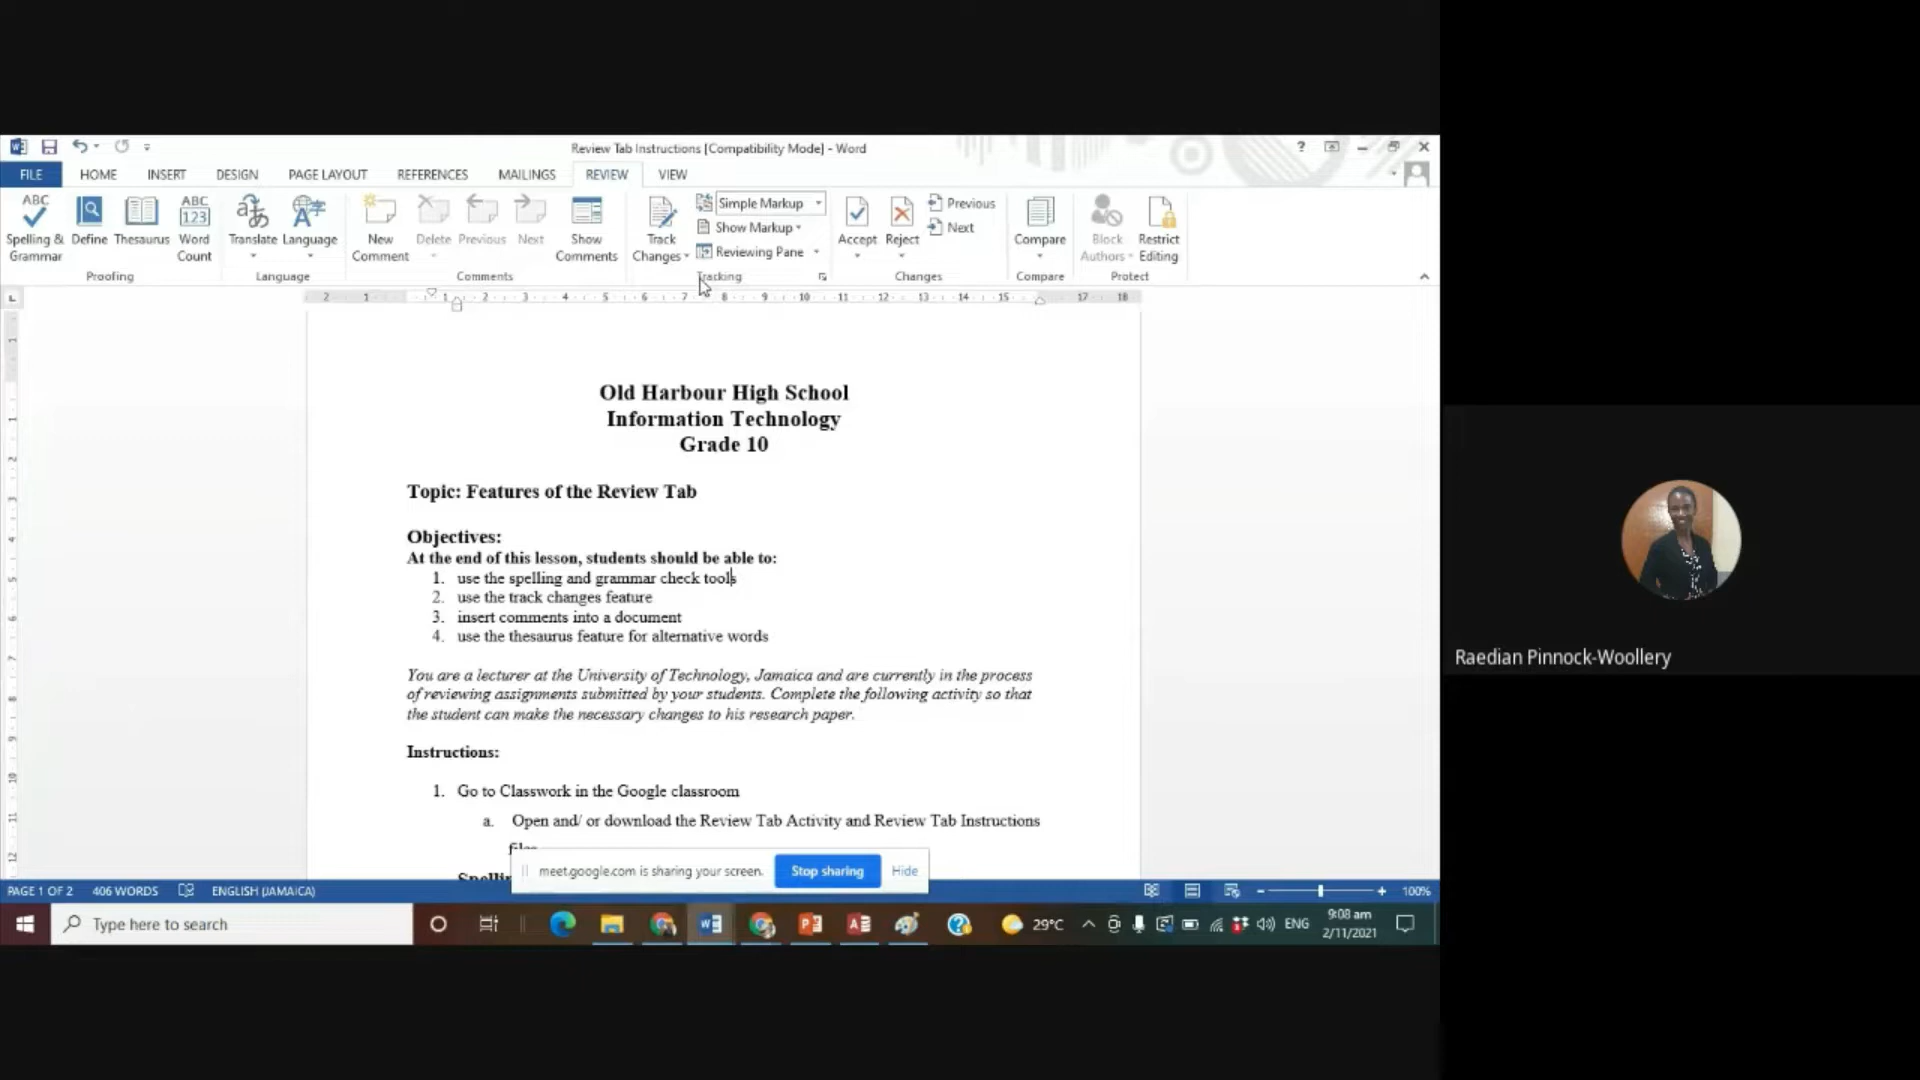 Review Tab Instructions [Compatibility Mode] - Word
FILE HOME INSERT DESIGN PAGE LAYOUT REFERENCES MAILINGS REVIEW VIEW
Spelling & Grammar Define Thesaurus Word Count Translate Language New Comment Delete Previous Next Show Comments Track Changes Simple Markup Accept Reject Previous Compare Block Authors Restrict Editing
Show Markup Next
Reviewing Pane
Proofing Language Comments Tracking Changes Compare Protect
Old Harbour High School
Information Technology
Grade 10
Topic: Features of the Review Tab
Objectives:
At the end of this lesson, students should be able to:
1. use the spelling and grammar check tools
2. use the track changes feature
3. insert comments into a document
4. use the thesaurus feature for alternative words
You are a lecturer at the University of Technology, Jamaica and are currently in the process
of reviewing assignments submitted by your students. Complete the following activity so that
the student can make the necessary changes to his research paper.
Instructions:
1. Go to Classwork in the Google classroom
a. Open and/ or download the Review Tab Activity and Review Tab Instructions
meet.google.com is sharing your screen. Stop sharing Hide
PAGE 1 OF 2 406 WORDS ENGLISH (JAMAICA) 100%
Type here to search 29°C ENG 9:08 am
2/11/2021
Raedian Pinnock-Woollery